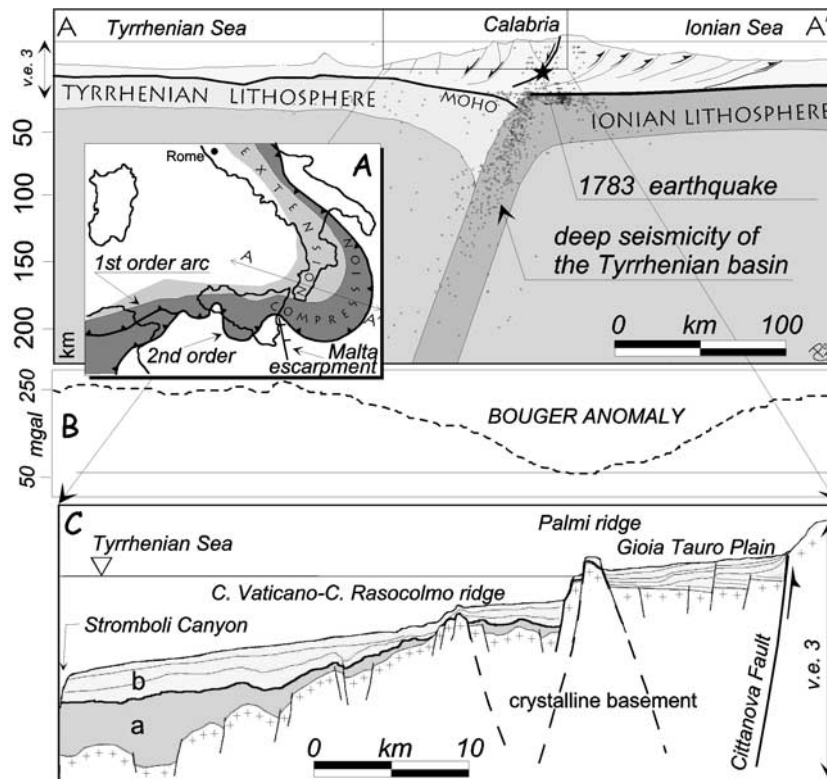 A
Tyrrhenian Sea
Calabria
Ionian Sea
A'
v.e. 3
TYRRHENIAN LITHOSPHERE
MOHO
IONIAN LITHOSPHERE
50
100
150
200
km
1783 earthquake
deep seismicity of
the Tyrrhenian basin
0 km 100
Rome
A
EXTENSION
COMPRESSION
1st order arc
A
A'
2nd order
Malta
escarpment
B
250
mgal
50
BOUGER ANOMALY
C
Palmi ridge
Tyrrhenian Sea
Gioia Tauro Plain
C. Vaticano-C. Rasocolmo ridge
Stromboli Canyon
b
a
crystalline basement
Cittanova Fault
v.e. 3
0 km 10